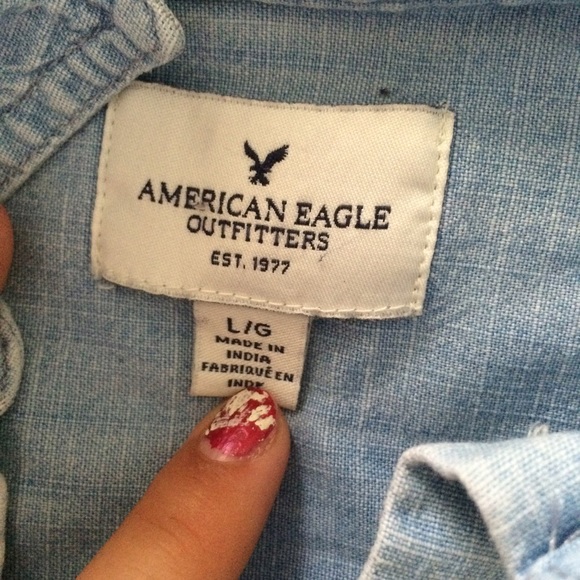 AMERICAN EAGLE
OUTFITTERS
EST. 1977
L/G
MADE IN
INDIA
FABRIQUÉ EN